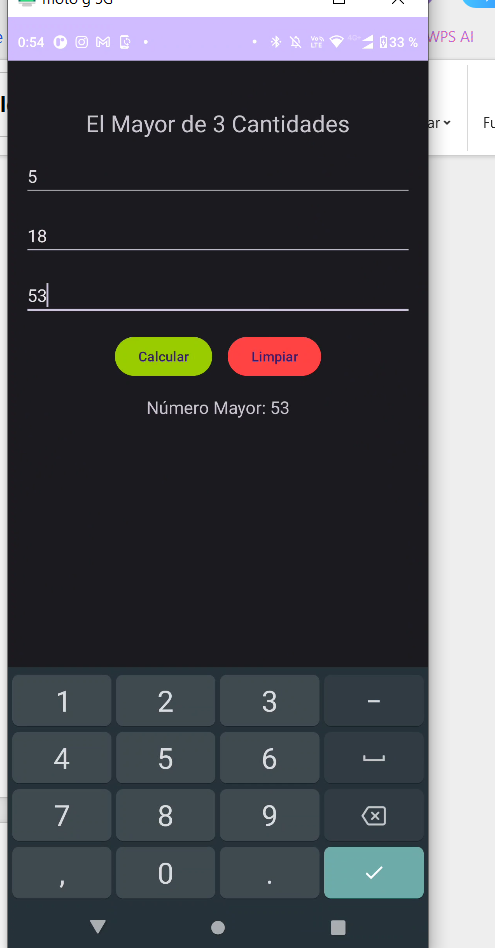 moto g 5G
0:54
33 %
WPS AI
ar
Fu
El Mayor de 3 Cantidades
5
18
53
Calcular Limpiar
Número Mayor: 53
1 2 3 -
4 5 6
7 8 9
, 0 .